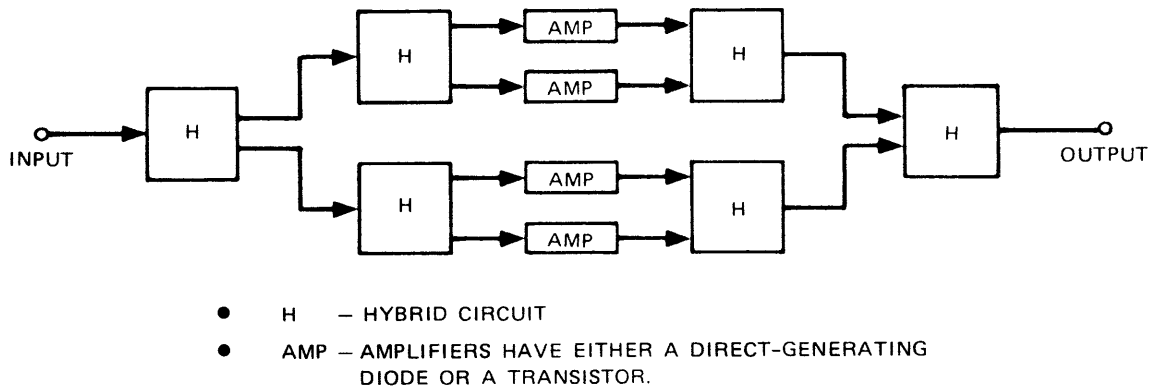 AMP
H
H
AMP
H
H
INPUT
OUTPUT
AMP
H
H
AMP
● H – HYBRID CIRCUIT
● AMP – AMPLIFIERS HAVE EITHER A DIRECT-GENERATING
DIODE OR A TRANSISTOR.